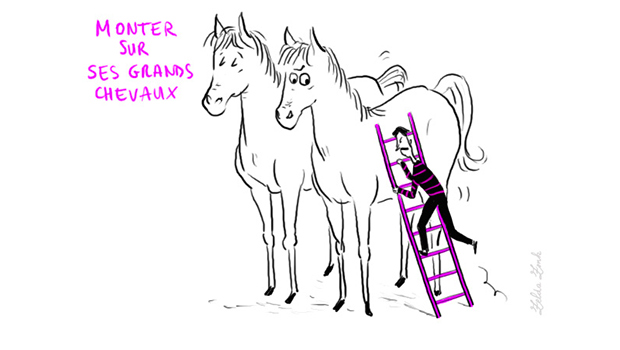 MONTER
SUR
SES GRANDS
CHEVAUX